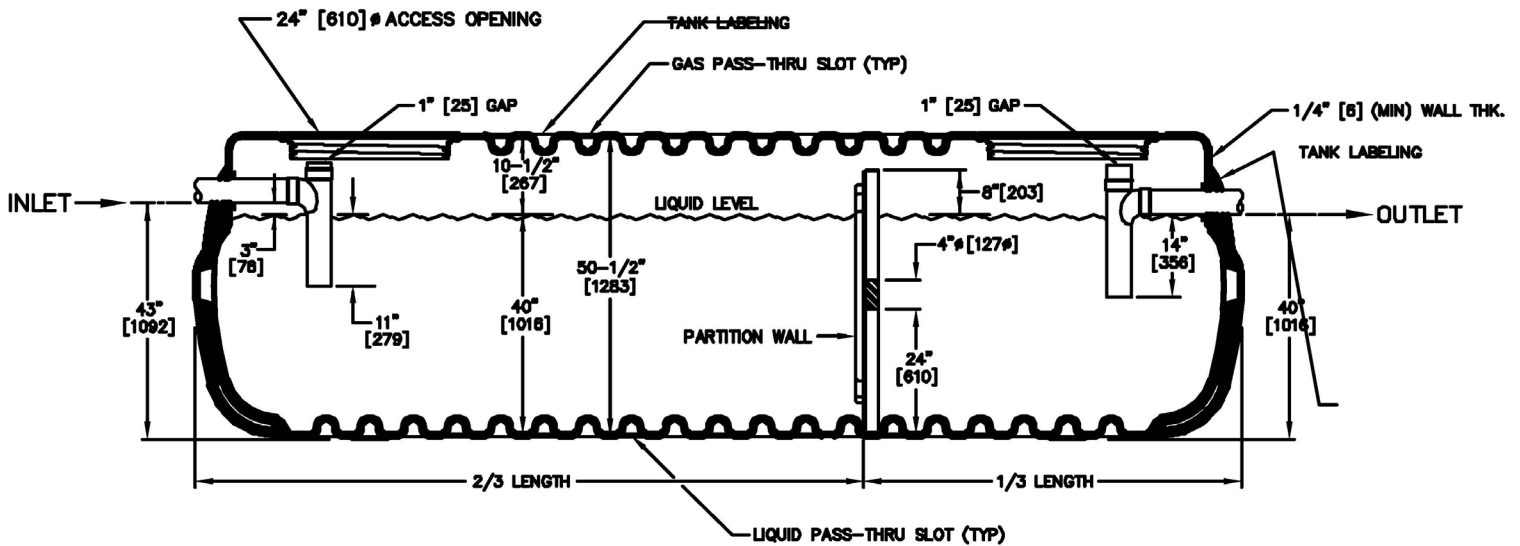 24" [610] ø ACCESS OPENING
TANK LABELING
GAS PASS-THRU SLOT (TYP)
1" [25] GAP
1" [25] GAP
1/4" [6] (MIN) WALL THK.
TANK LABELING
10-1/2"
[267]
INLET
LIQUID LEVEL
8"[203]
OUTLET
3"
[76]
4"ø[127ø]
14"
[356]
50-1/2"
[1283]
43"
[1092]
11"
[279]
40"
[1016]
40"
[1016]
PARTITION WALL
24"
[610]
2/3 LENGTH
1/3 LENGTH
LIQUID PASS-THRU SLOT (TYP)